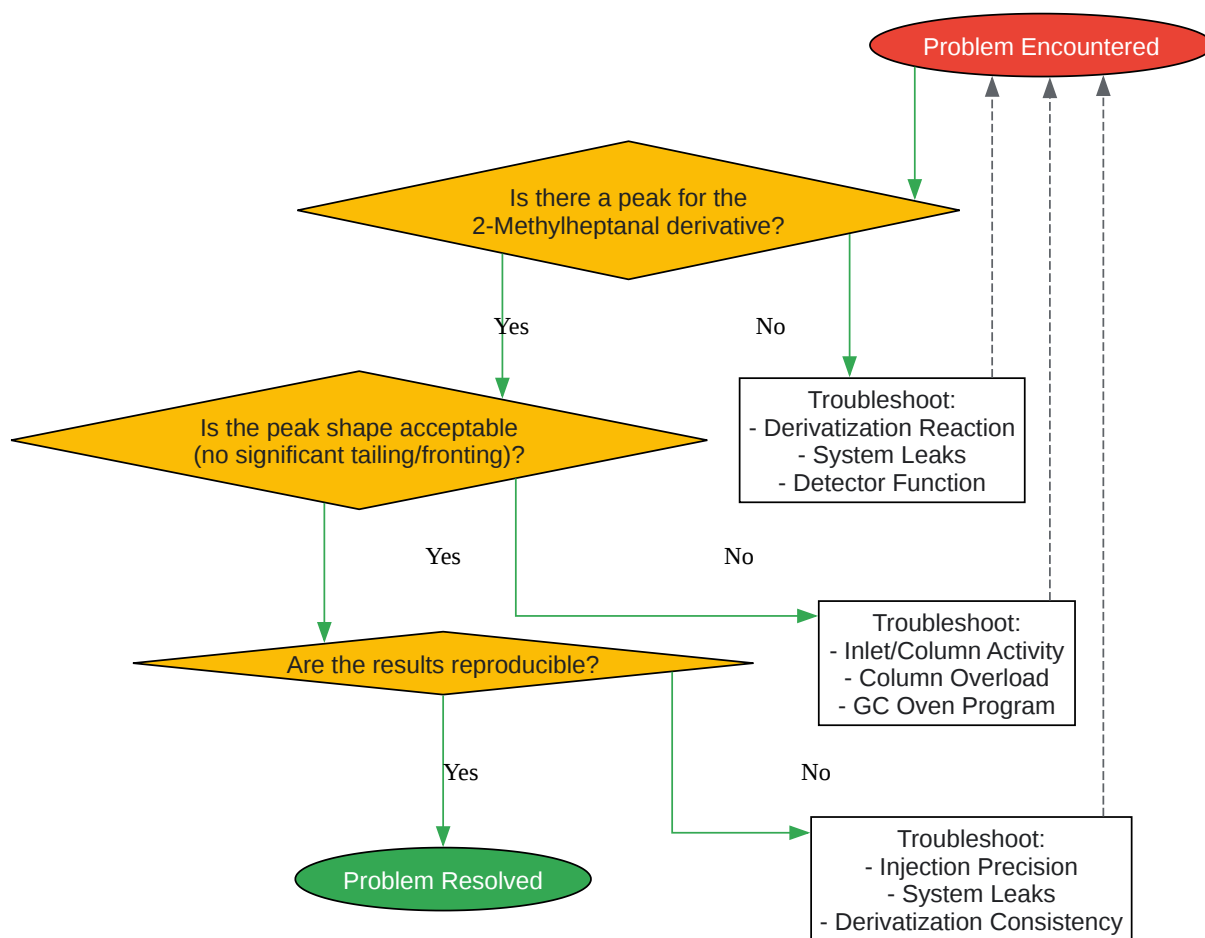 Problem Encountered
Is there a peak for the
2-Methylheptanal derivative?
Yes
No
Troubleshoot:
- Derivatization Reaction
- System Leaks
- Detector Function
Is the peak shape acceptable
(no significant tailing/fronting)?
Yes
No
Troubleshoot:
- Inlet/Column Activity
- Column Overload
- GC Oven Program
Are the results reproducible?
Yes
No
Troubleshoot:
- Injection Precision
- System Leaks
- Derivatization Consistency
Problem Resolved